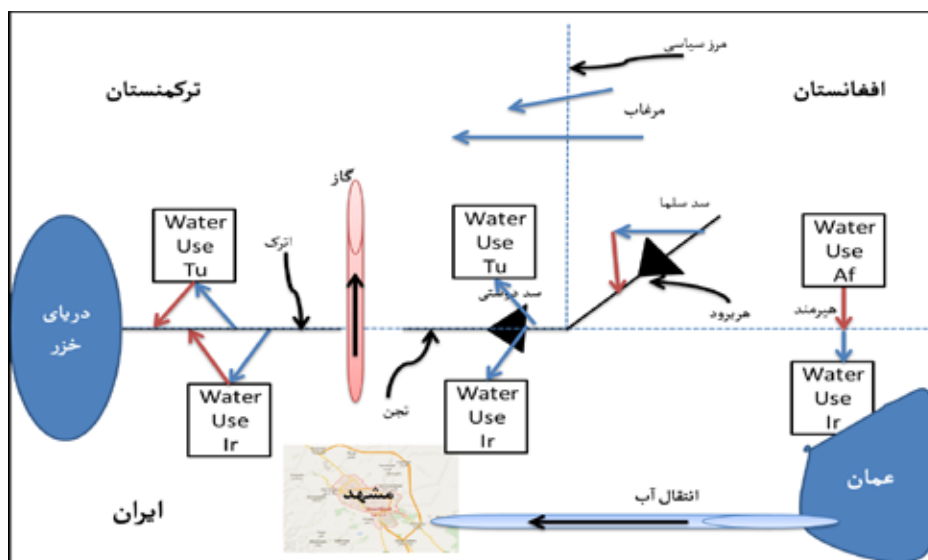 مرز سیاسی
ترکمنستان
افغانستان
مرغاب
گاز
سد سلما
Water
Use
Tu
اترک
Water
Use
Tu
سد دوستی
هریرود
Water
Use
Af
هیرمند
دریای
خزر
Water
Use
Ir
تجن
Water
Use
Ir
Water
Use
Ir
مشهد
انتقال آب
عمان
ایران